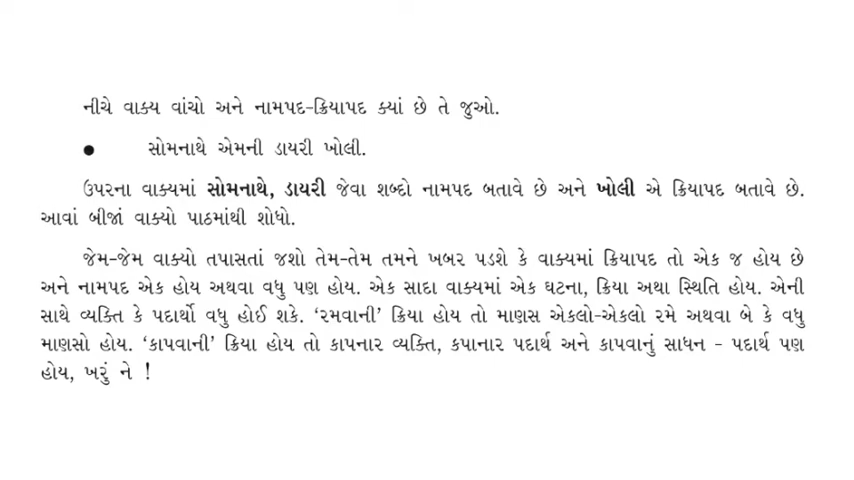 નીચે વાક્ય વાંચો અને નામપદ-ક્રિયાપદ ક્યાં છે તે જુઓ.
● સોમનાથે એમની ડાયરી ખોલી.
ઉપરના વાક્યમાં સોમનાથે, ડાયરી જેવા શબ્દો નામપદ બતાવે છે અને ખોલી એ ક્રિયાપદ બતાવે છે.
આવાં બીજાં વાક્યો પાઠમાંથી શોધો.
જેમ-જેમ વાક્યો તપાસતાં જશો તેમ-તેમ તમને ખબર પડશે કે વાક્યમાં ક્રિયાપદ તો એક જ હોય છે
અને નામપદ એક હોય અથવા વધુ પણ હોય. એક સાદા વાક્યમાં એક ઘટના, ક્રિયા અથા સ્થિતિ હોય. એની
સાથે વ્યક્તિ કે પદાર્થો વધુ હોઈ શકે. ‘રમવાની’ ક્રિયા હોય તો માણસ એકલો-એકલો રમે અથવા બે કે વધુ
માણસો હોય. ‘કાપવાની’ ક્રિયા હોય તો કાપનાર વ્યક્તિ, કપાનાર પદાર્થ અને કાપવાનું સાધન - પદાર્થ પણ
હોય, ખરું ને !